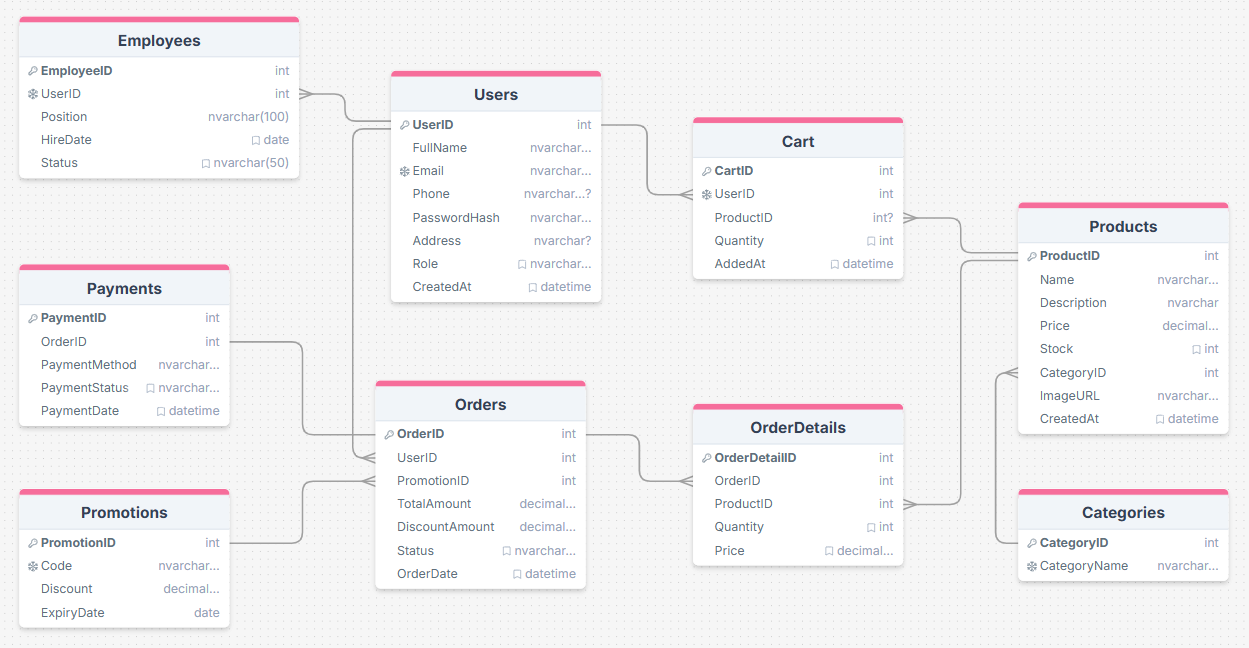 Employees
EmployeeID int
UserID int
Position nvarchar(100)
HireDate date
Status nvarchar(50)
Users
UserID int
FullName nvarchar...
Email nvarchar...
Phone nvarchar...?
PasswordHash nvarchar...
Address nvarchar?
Role nvarchar...
CreatedAt datetime
Cart
CartID int
UserID int
ProductID int?
Quantity int
AddedAt datetime
Products
ProductID int
Name nvarchar...
Description nvarchar
Price decimal...
Stock int
CategoryID int
ImageURL nvarchar...
CreatedAt datetime
Payments
PaymentID int
OrderID int
PaymentMethod nvarchar...
PaymentStatus nvarchar...
PaymentDate datetime
Orders
OrderID int
UserID int
PromotionID int
TotalAmount decimal...
DiscountAmount decimal...
Status nvarchar...
OrderDate datetime
OrderDetails
OrderDetailID int
OrderID int
ProductID int
Quantity int
Price decimal...
Promotions
PromotionID int
Code nvarchar...
Discount decimal...
ExpiryDate date
Categories
CategoryID int
CategoryName nvarchar...